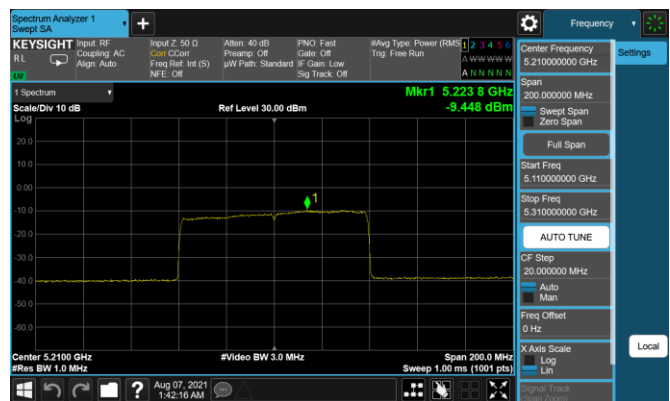 Spectrum Analyzer 1
Swept SA
+
Frequency
KEYSIGHT
RL
LXI
Input: RF
Coupling: AC
Align: Auto
Input Z: 50 Ω
Corr CCorr
Freq Ref: Int (S)
NFE: Off
Atten: 40 dB
Preamp: Off
µW Path: Standard
PNO: Fast
Gate: Off
IF Gain: Low
Sig Track: Off
#Avg Type: Power (RMS)
Trig: Free Run
1 2 3 4 5 6
A W W W W W
A N N N N N
1 Spectrum
Scale/Div 10 dB
Log
Ref Level 30.00 dBm
Mkr1 5.223 8 GHz
-9.448 dBm
20.0
10.0
0.00
-10.0
-20.0
-30.0
-40.0
-50.0
-60.0
1
Center 5.2100 GHz
#Res BW 1.0 MHz
#Video BW 3.0 MHz
Span 200.0 MHz
Sweep 1.00 ms (1001 pts)
Center Frequency
5.210000000 GHz
Span
200.000000 MHz
Swept Span
Zero Span
Full Span
Start Freq
5.110000000 GHz
Stop Freq
5.310000000 GHz
AUTO TUNE
CF Step
20.000000 MHz
Auto
Man
Freq Offset
0 Hz
X Axis Scale
Log
Lin
Signal Track
(Span Zoom)
Settings
Local
?
Aug 07, 2021
1:42:16 AM